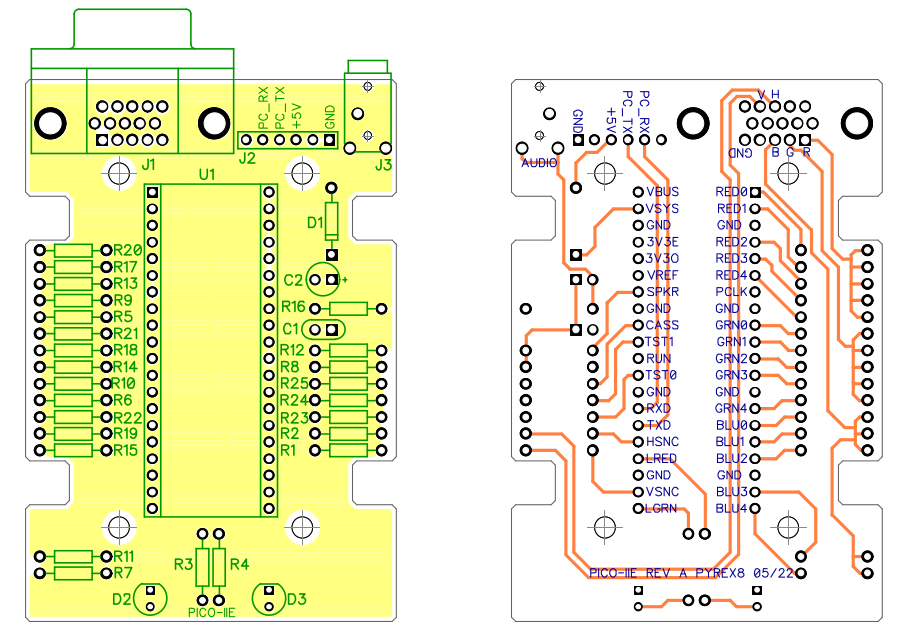 PC_RX
PC_TX
+5V
GND
J1
J2
J3
U1
D1
C2
+
R16
C1
R20
R17
R13
R9
R5
R21
R18
R14
R10
R6
R22
R19
R15
R12
R8
R25
R24
R23
R2
R1
R11
R7
R3
R4
D2
D3
PICO-IIE
V H
GND
+5V
PC_TX
PC_RX
AUDIO
GND
B G R
VBUS RED0
VSYS RED1
GND GND
3V3E RED2
3V3O RED3
VREF RED4
SPKR PCLK
GND GND
CASS GRN0
TST1 GRN1
RUN GRN2
TST0 GRN3
GND GND
RXD GRN4
TXD BLU0
HSNC BLU1
LRED BLU2
GND GND
VSNC BLU3
LGRN BLU4
PICO-IIE REV A PYREX8 05/22